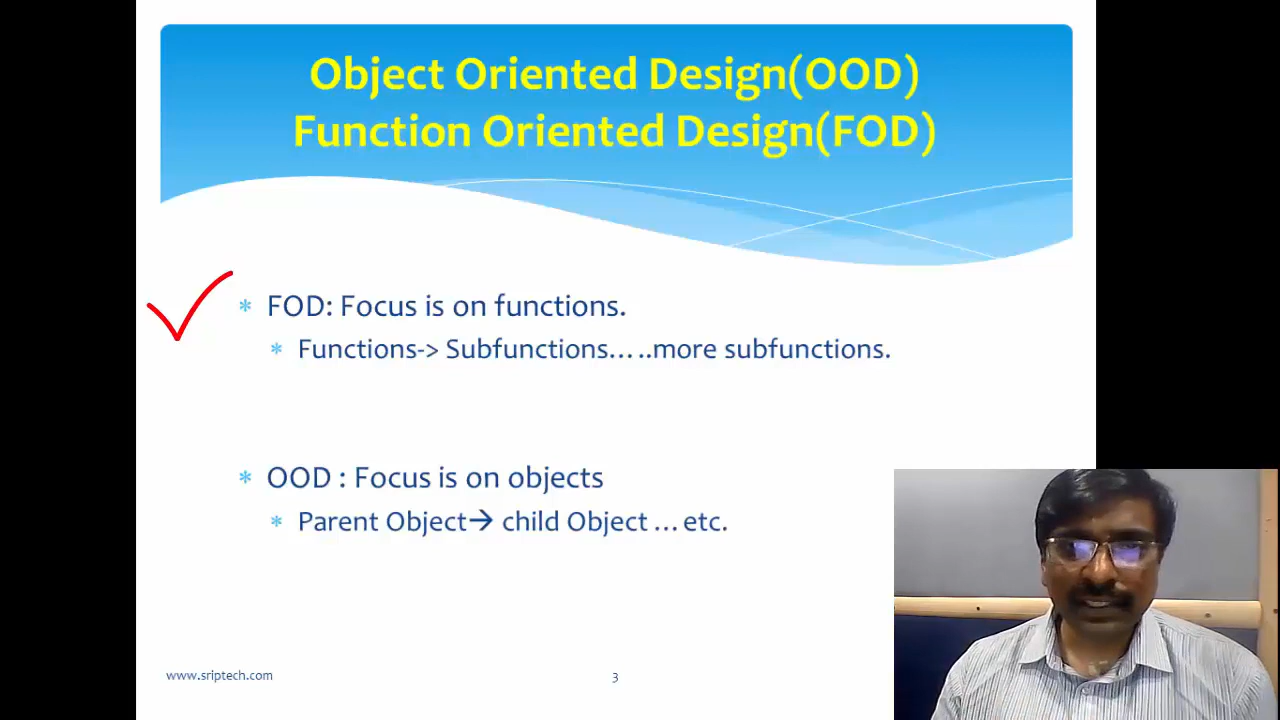 Object Oriented Design(OOD)
Function Oriented Design(FOD)
* FOD: Focus is on functions.
* Functions-> Subfunctions…..more subfunctions.
* OOD : Focus is on objects
* Parent Object→ child Object …etc.
www.sriptech.com
3